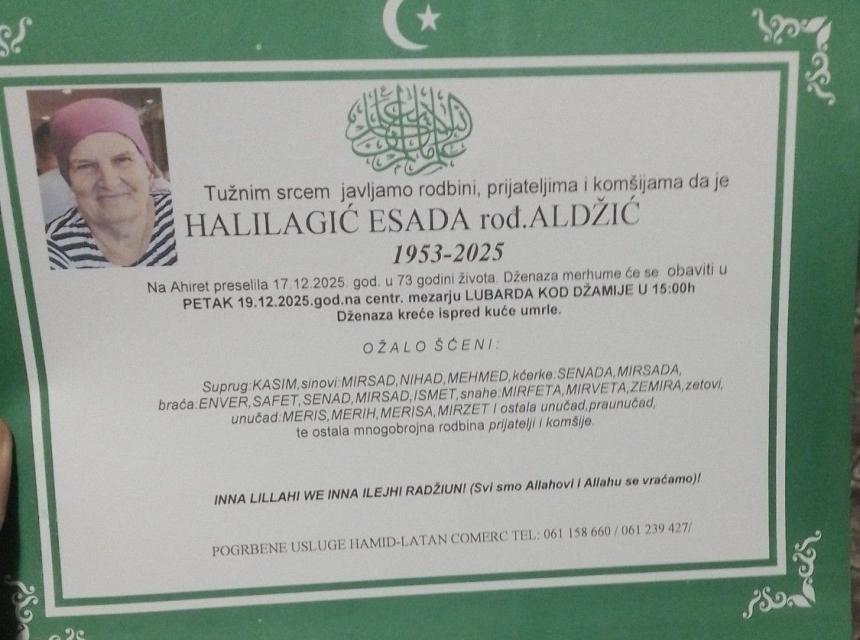 Tužnim srcem javljamo rodbini, prijateljima i komšijama da je
HALILAGIĆ ESADA rođ.ALDŽIĆ
1953-2025
Na Ahiret preselila 17.12.2025. god. u 73 godini života. Dženaza merhume će se obaviti u
PETAK 19.12.2025.god.na centr. mezarju LUBARDA KOD DŽAMIJE U 15:00h
Dženaza kreće ispred kuće umrle.
OŽALOŠĆENI:
Suprug:KASIM,sinovi:MIRSAD,NIHAD,MEHMED,kćerke:SENADA,MIRSADA,
braća:ENVER,SAFET,SENAD,MIRSAD,ISMET,snahe:MIRFETA,MIRVETA,ZEMIRA,zetovi,
unučad:MERIS,MERIH,MERISA,MIRZET I ostala unučad,praunučad,
te ostala mnogobrojna rodbina prijatelji i komšije.
INNA LILLAHI WE INNA ILEJHI RADŽIUN! (Svi smo Allahovi i Allahu se vraćamo)!
POGREBNE USLUGE HAMID-LATAN COMERC TEL: 061 158 660 / 061 239 427/